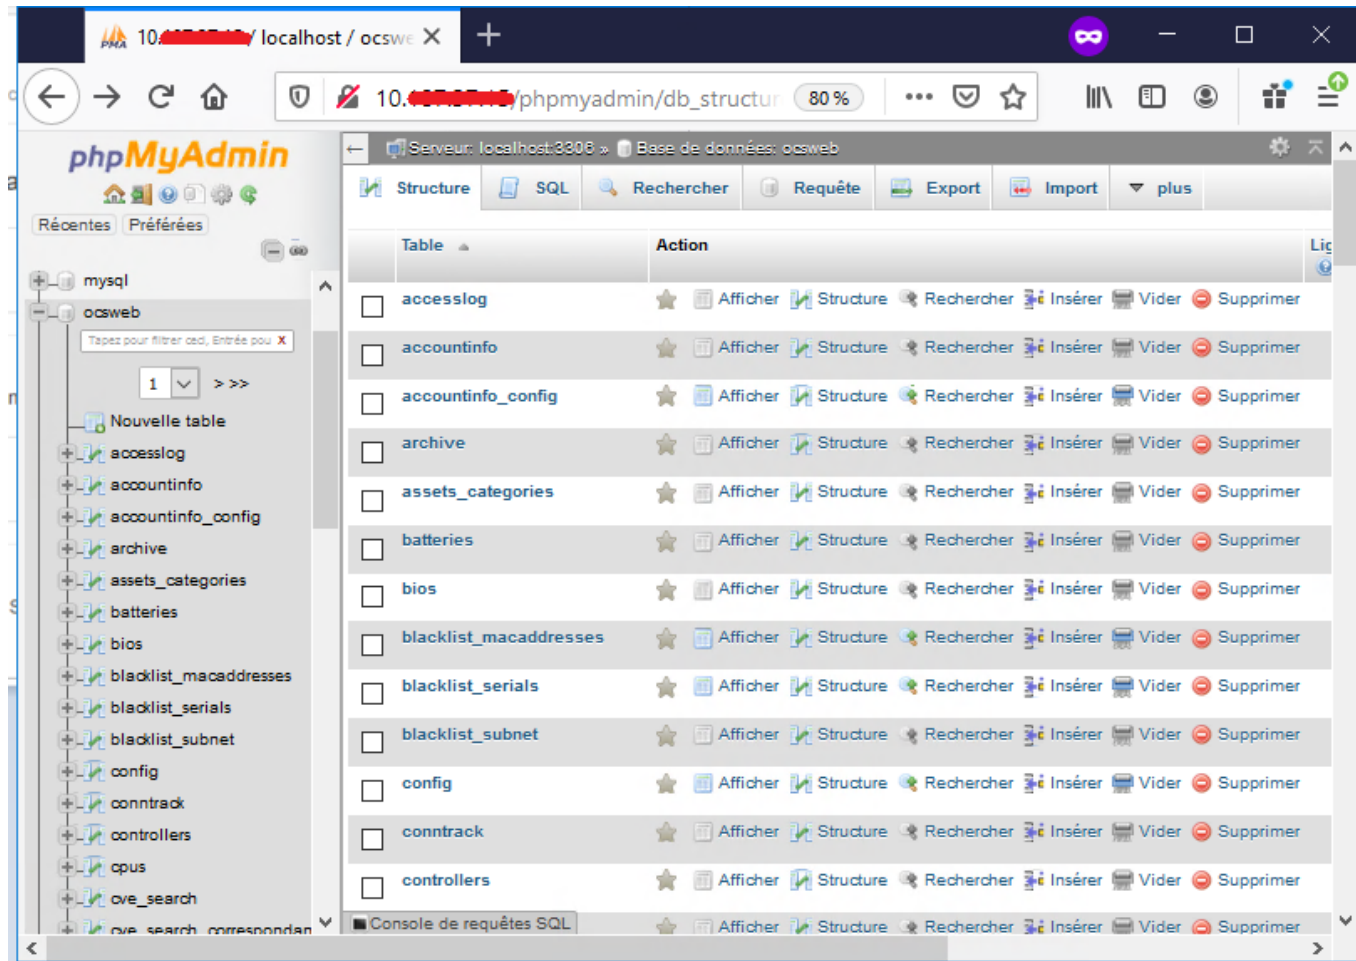 10. / localhost / ocswe
10. /phpmyadmin/db_structur 80 %
phpMyAdmin
Récentes Préférées
mysql
ocsweb
Tapez pour filtrer ceci, Entrée pou X
1 > >>
Nouvelle table
accesslog
accountinfo
accountinfo_config
archive
assets_categories
batteries
bios
blacklist_macaddresses
blacklist_serials
blacklist_subnet
config
conntrack
controllers
cpus
cve_search
cve_search_correspondan
Serveur: localhost:3306 » Base de données: ocsweb
Structure SQL Rechercher Requête Export Import plus
Table Action Lig
accesslog Afficher Structure Rechercher Insérer Vider Supprimer
accountinfo Afficher Structure Rechercher Insérer Vider Supprimer
accountinfo_config Afficher Structure Rechercher Insérer Vider Supprimer
archive Afficher Structure Rechercher Insérer Vider Supprimer
assets_categories Afficher Structure Rechercher Insérer Vider Supprimer
batteries Afficher Structure Rechercher Insérer Vider Supprimer
bios Afficher Structure Rechercher Insérer Vider Supprimer
blacklist_macaddresses Afficher Structure Rechercher Insérer Vider Supprimer
blacklist_serials Afficher Structure Rechercher Insérer Vider Supprimer
blacklist_subnet Afficher Structure Rechercher Insérer Vider Supprimer
config Afficher Structure Rechercher Insérer Vider Supprimer
conntrack Afficher Structure Rechercher Insérer Vider Supprimer
controllers Afficher Structure Rechercher Insérer Vider Supprimer
Console de requêtes SQL Afficher Structure Rechercher Insérer Vider Supprimer